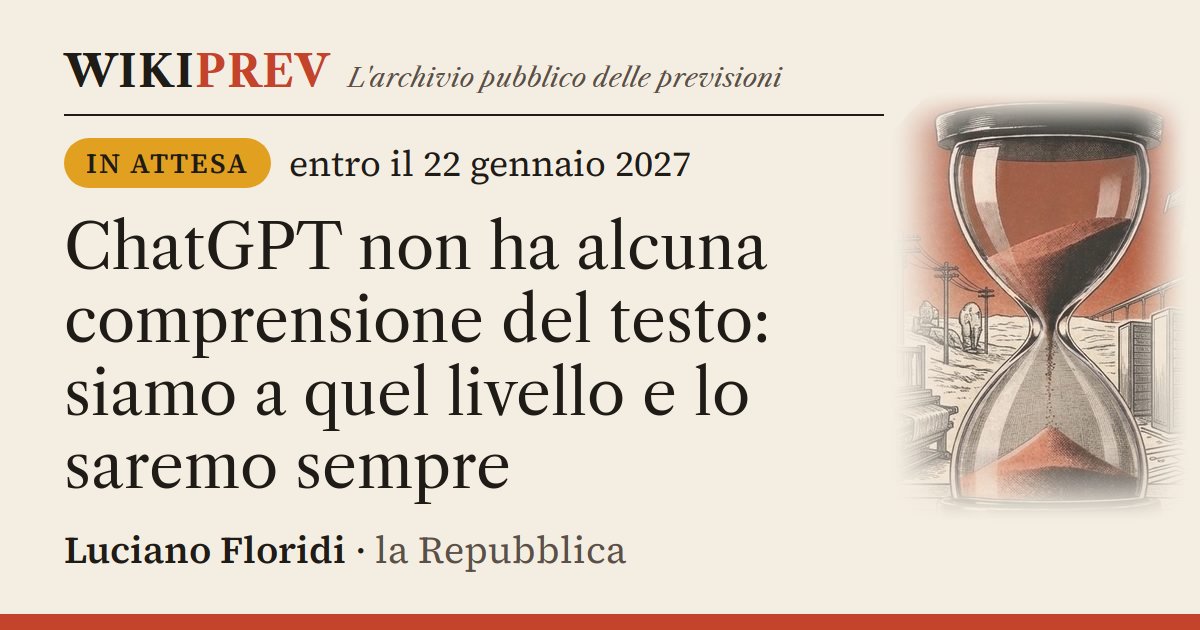 WIKIPREV L'archivio pubblico delle previsioni
IN ATTESA entro il 22 gennaio 2027
ChatGPT non ha alcuna
comprensione del testo:
siamo a quel livello e lo
saremo sempre
Luciano Floridi · la Repubblica